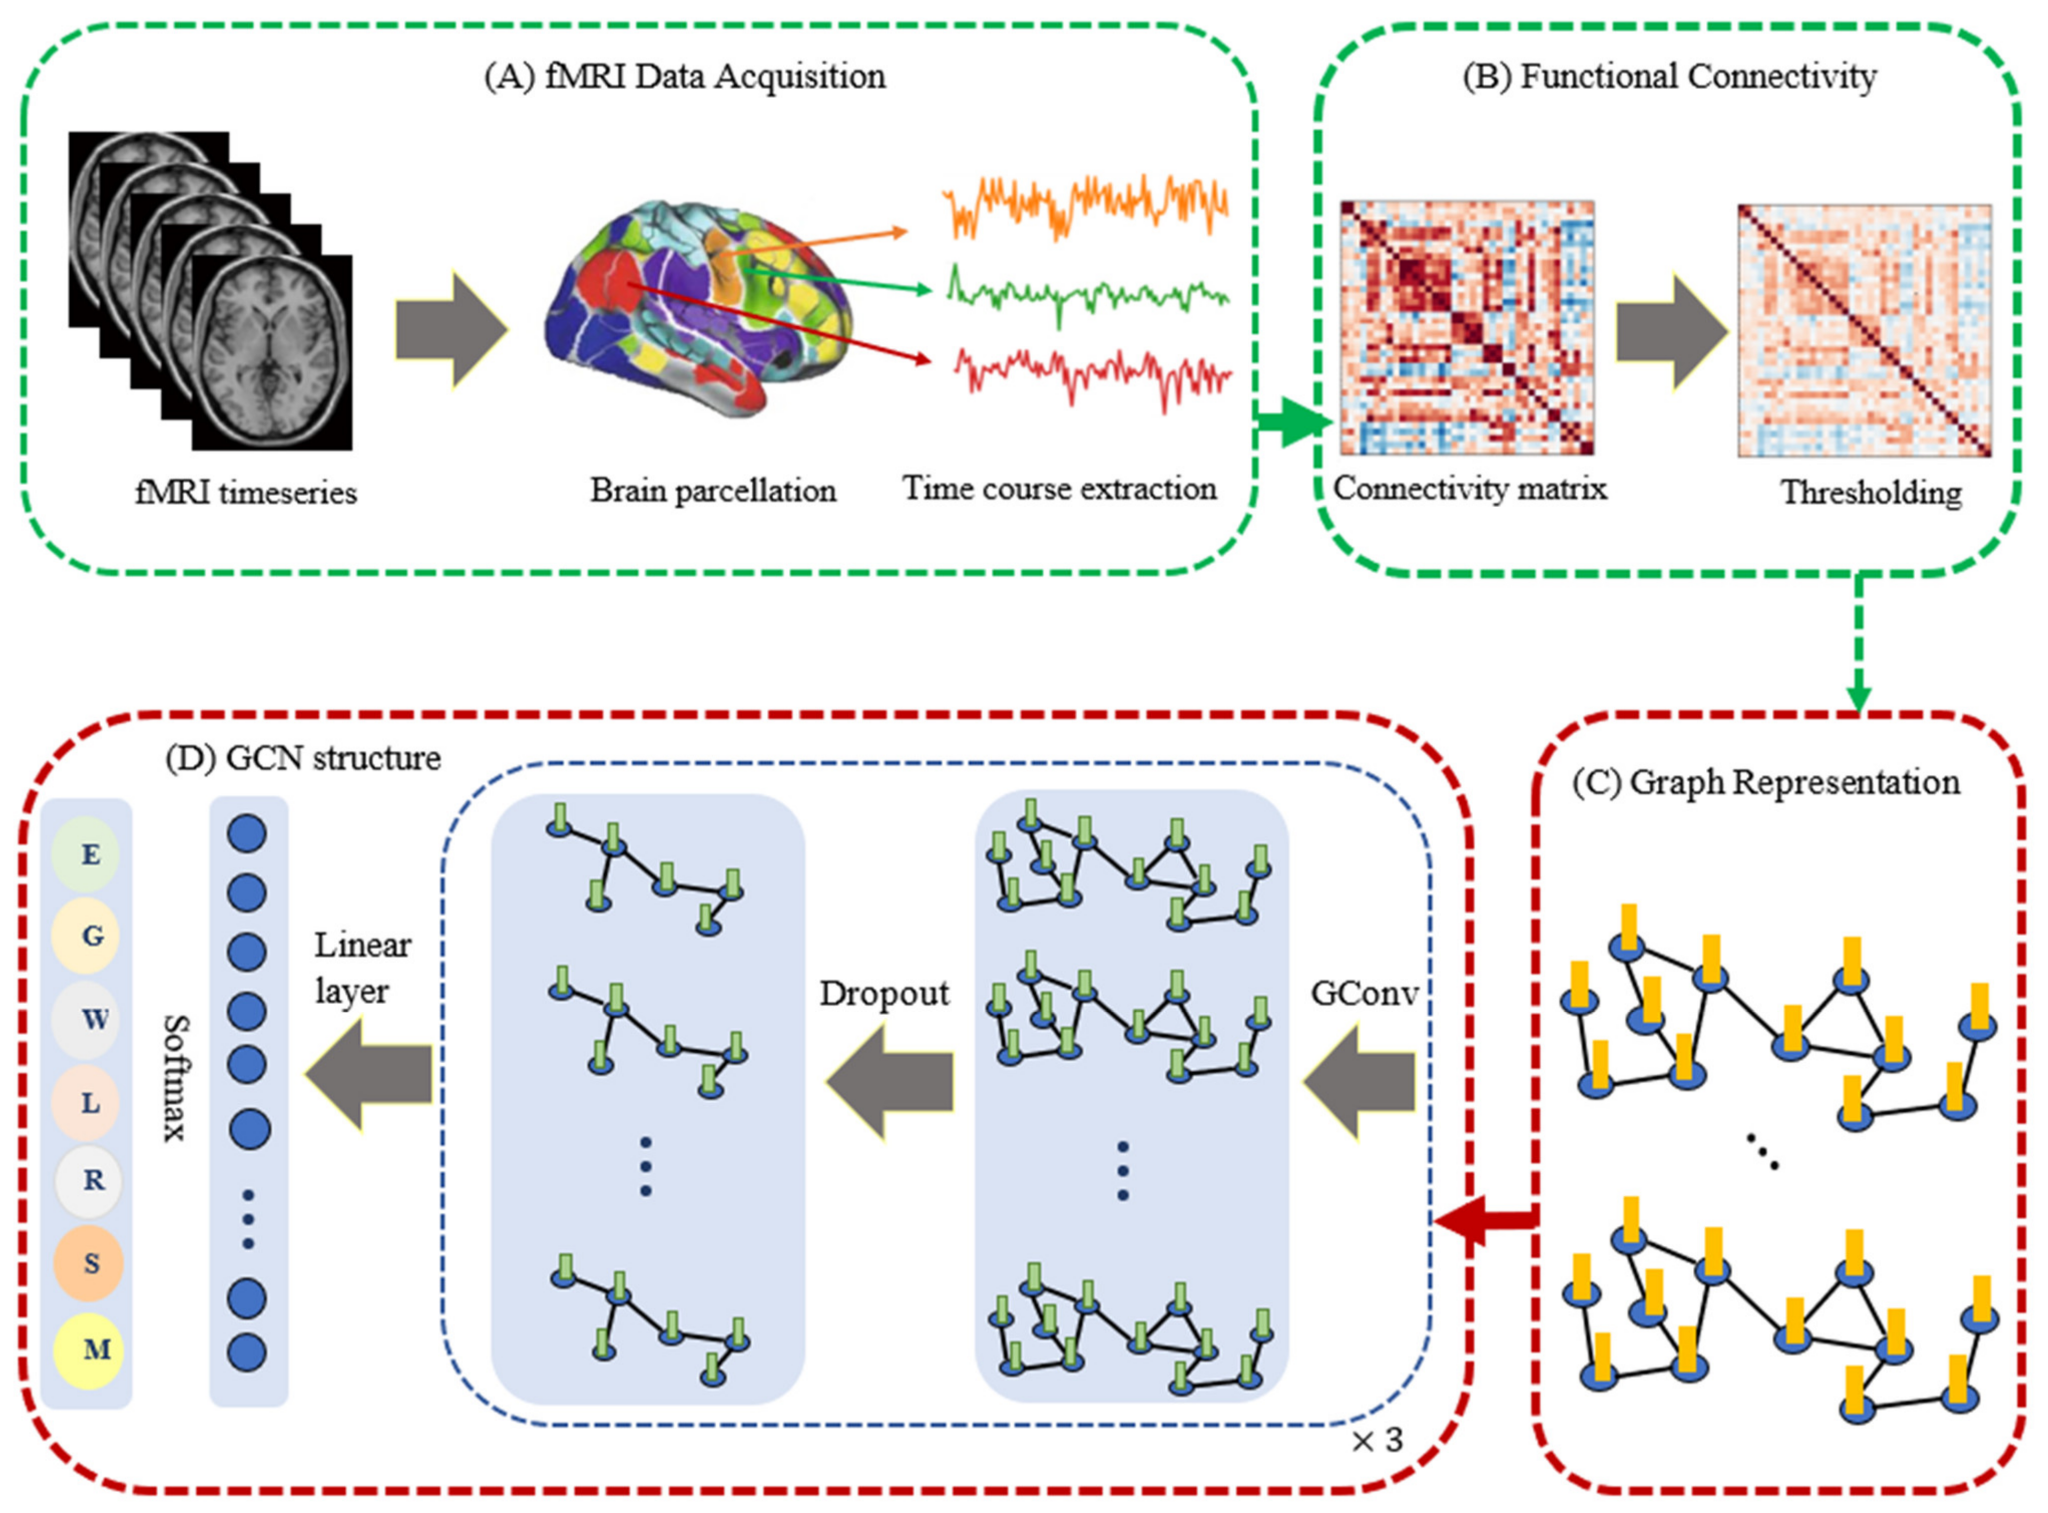 (A) fMRI Data Acquisition
fMRI timeseries
Brain parcellation
Time course extraction
(B) Functional Connectivity
Connectivity matrix
Thresholding
(C) Graph Representation
(D) GCN structure
GConv
Dropout
Linear
layer
Softmax
E
G
W
L
R
S
M
× 3